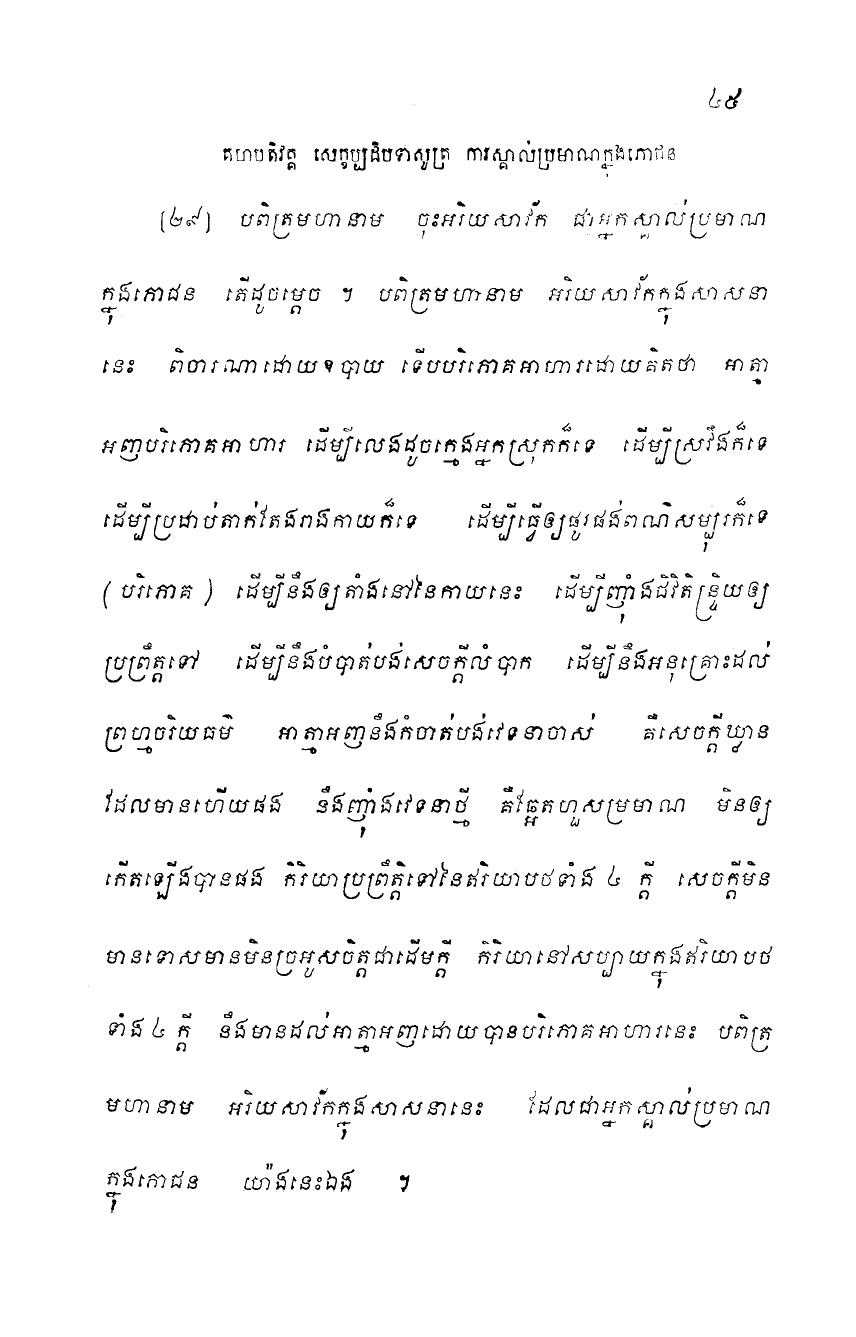 ៤៥
គហបតិវគ្គ សេក្ខប្បដិបទាសូត្រ ការស្គាល់ប្រមាណក្នុងភោជន
[២៩] បពិត្រមហានាម ចុះអរិយសាវ័ក ជាអ្នកស្គាល់ប្រមាណ
ក្នុងភោជន តើដូចម្តេច ។ បពិត្រមហានាម អរិយសាវ័កក្នុងសាសនា
នេះ ពិចារណាដោយឧបាយ ទើបបរិភោគអាហារដោយគិតថា អាត្មា
អញបរិភោគអាហារ ដើម្បីលេងដូចក្មេងអ្នកស្រុកក៏ទេ ដើម្បីស្រវឹងក៏ទេ
ដើម្បីប្រដាប់តាក់តែងរាងកាយក៏ទេ ដើម្បីធ្វើឲ្យផូរផង់ពណ៌សម្បុរក៏ទេ
(បរិភោគ) ដើម្បីនឹងឲ្យតាំងនៅនៃកាយនេះ ដើម្បីញ៉ាំងជីវិតិន្ទ្រិយឲ្យ
ប្រព្រឹត្តទៅ ដើម្បីនឹងបំបាត់បង់សេចក្តីលំបាក ដើម្បីនឹងអនុគ្រោះដល់
ព្រហ្មចរិយធម៌ អាត្មាអញនឹងកំចាត់បង់វេទនាចាស់ គឺសេចក្តីឃ្លាន
ដែលមានហើយផង នឹងញ៉ាំងវេទនាថ្មី គឺឆ្អែតហួសប្រមាណ មិនឲ្យ
កើតឡើងបានផង កិរិយាប្រព្រឹត្តិទៅនៃឥរិយាបថទាំង ៤ ក្តី សេចក្តីមិន
មានទោសមានមិនច្រអូសចិត្តជាដើមក្តី កិរិយានៅសប្បាយក្នុងឥរិយាបថ
ទាំង ៤ ក្តី នឹងមានដល់អាត្មាអញដោយបានបរិភោគអាហារនេះ បពិត្រ
មហានាម អរិយសាវ័កក្នុងសាសនានេះ ដែលជាអ្នកស្គាល់ប្រមាណ
ក្នុងភោជន យ៉ាងនេះឯង ។